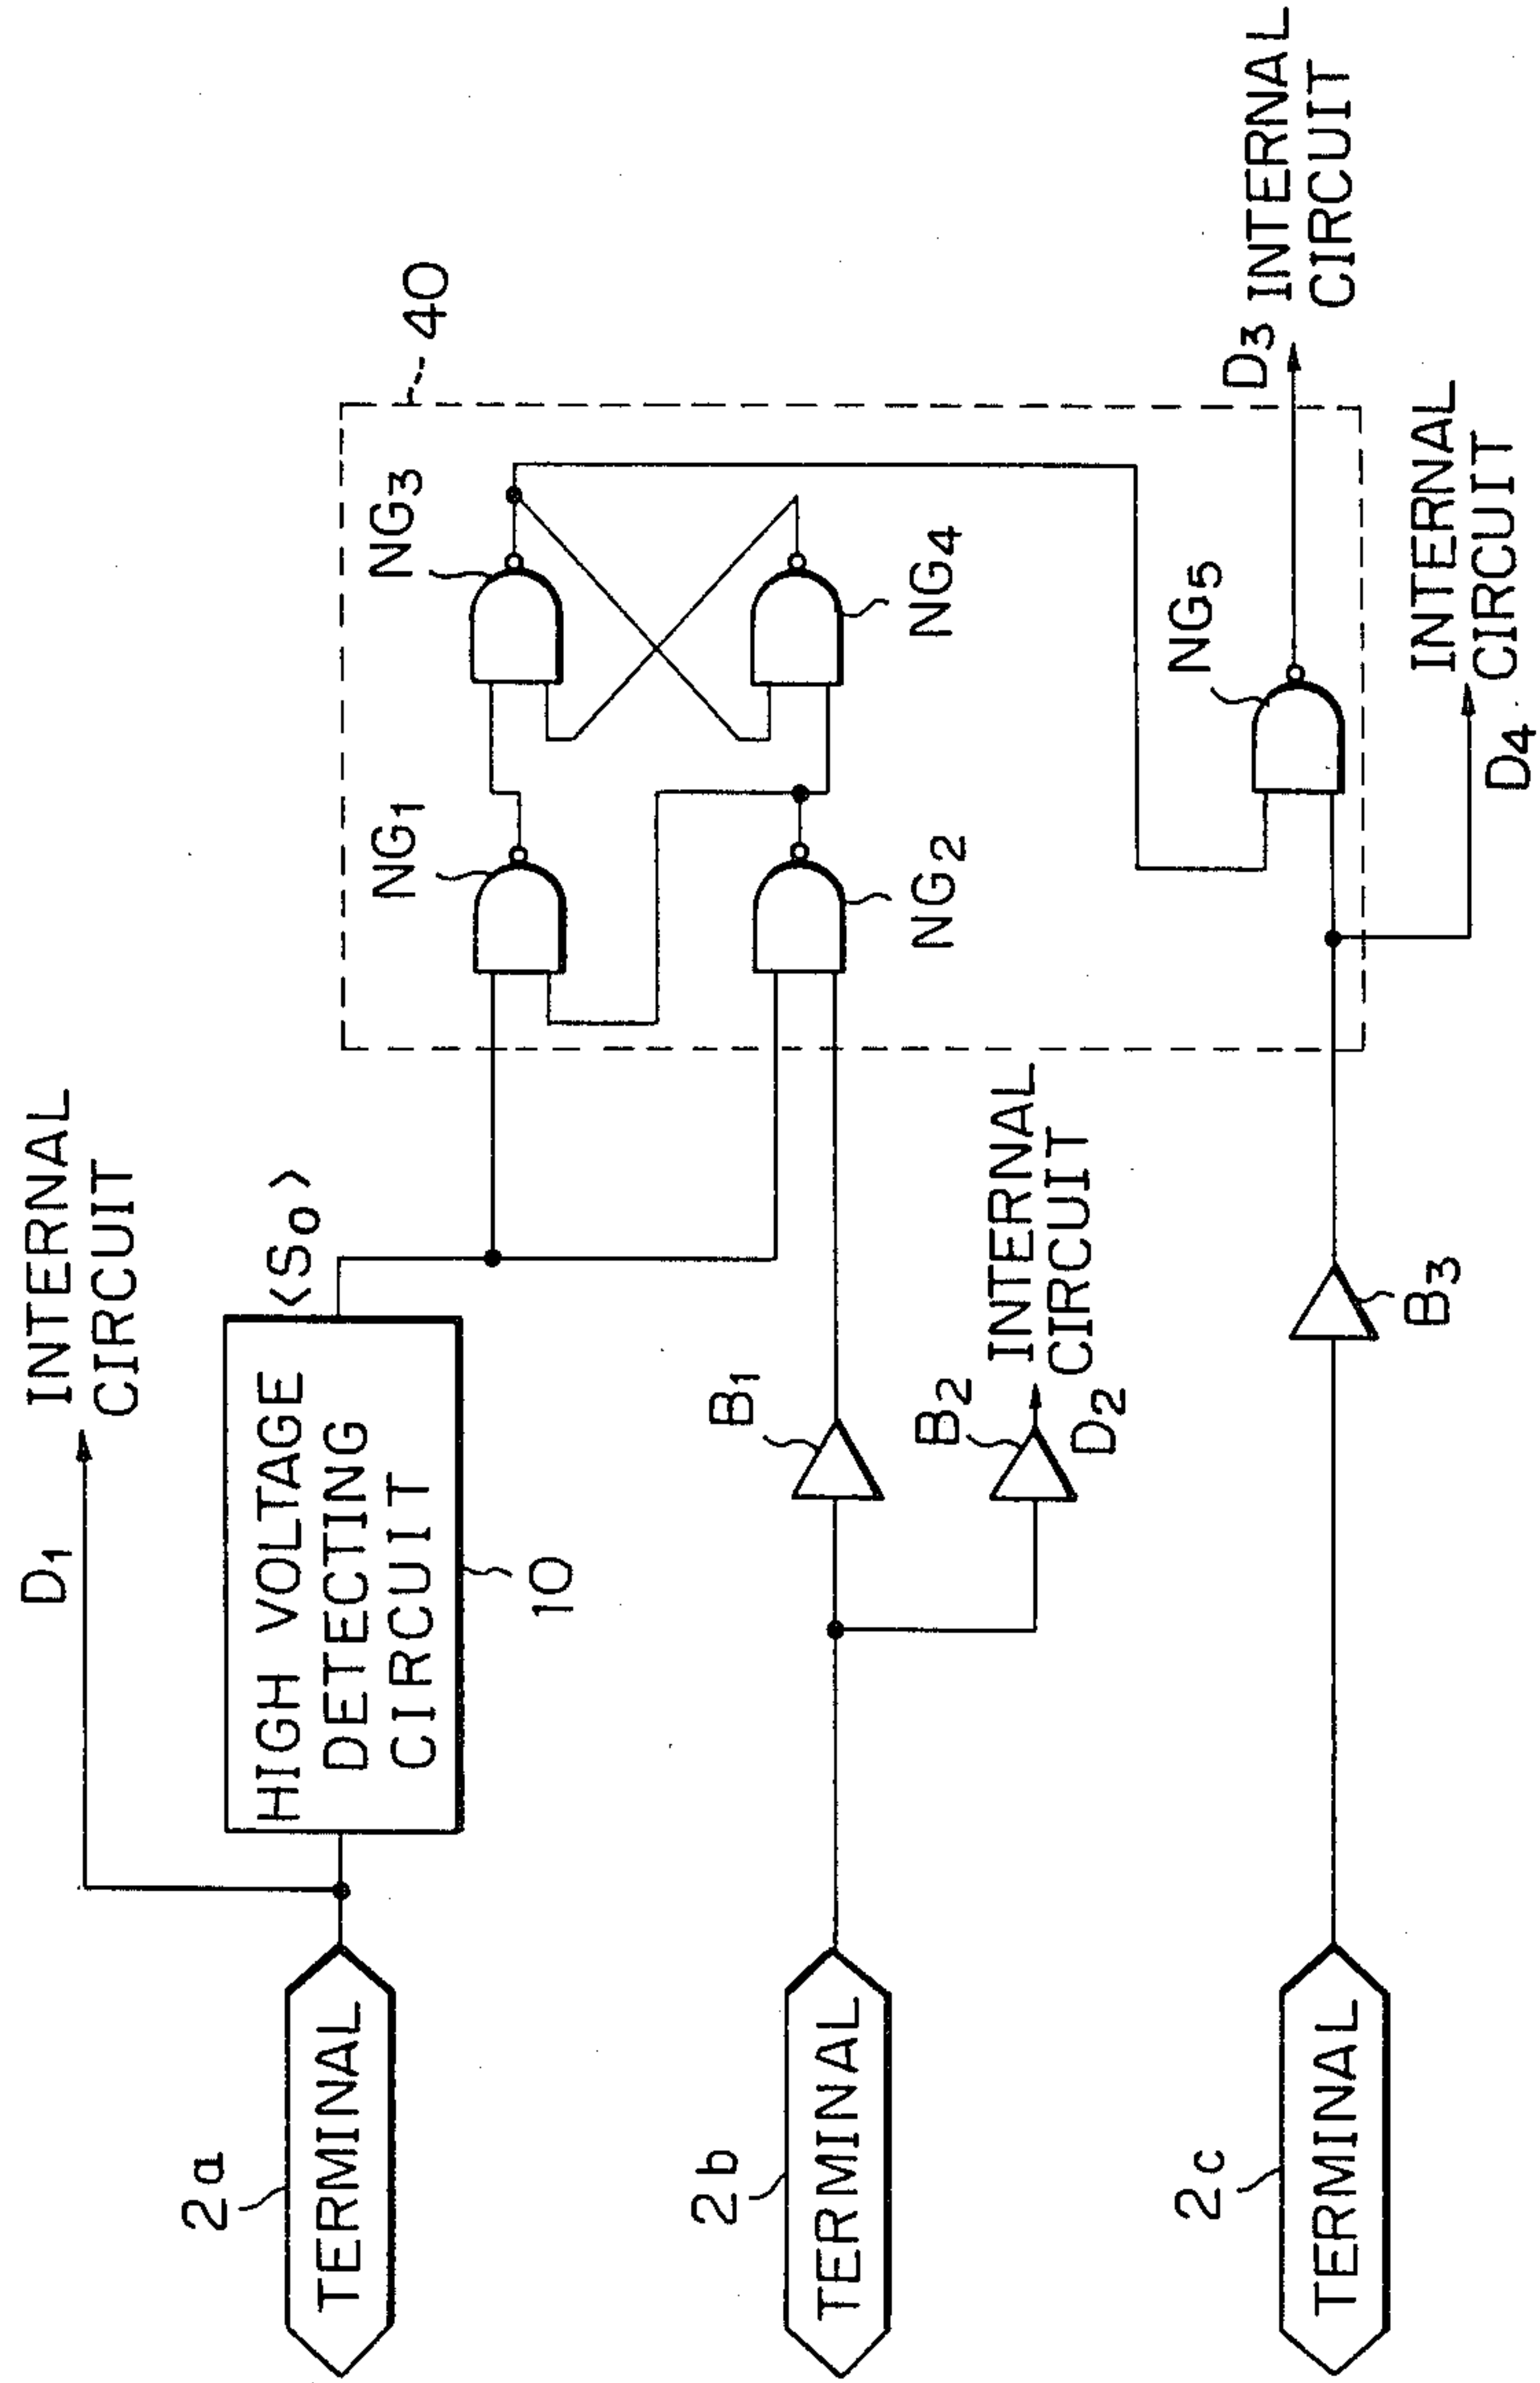 D1
INTERNAL
CIRCUIT
2a
TERMINAL
HIGH VOLTAGE
DETECTING
CIRCUIT
10
<S0>
40
NG1
NG3
NG2
NG4
2b
TERMINAL
B1
B2
D2
INTERNAL
CIRCUIT
2c
TERMINAL
B3
NG5
D3
INTERNAL
CIRCUIT
D4
INTERNAL
CIRCUIT